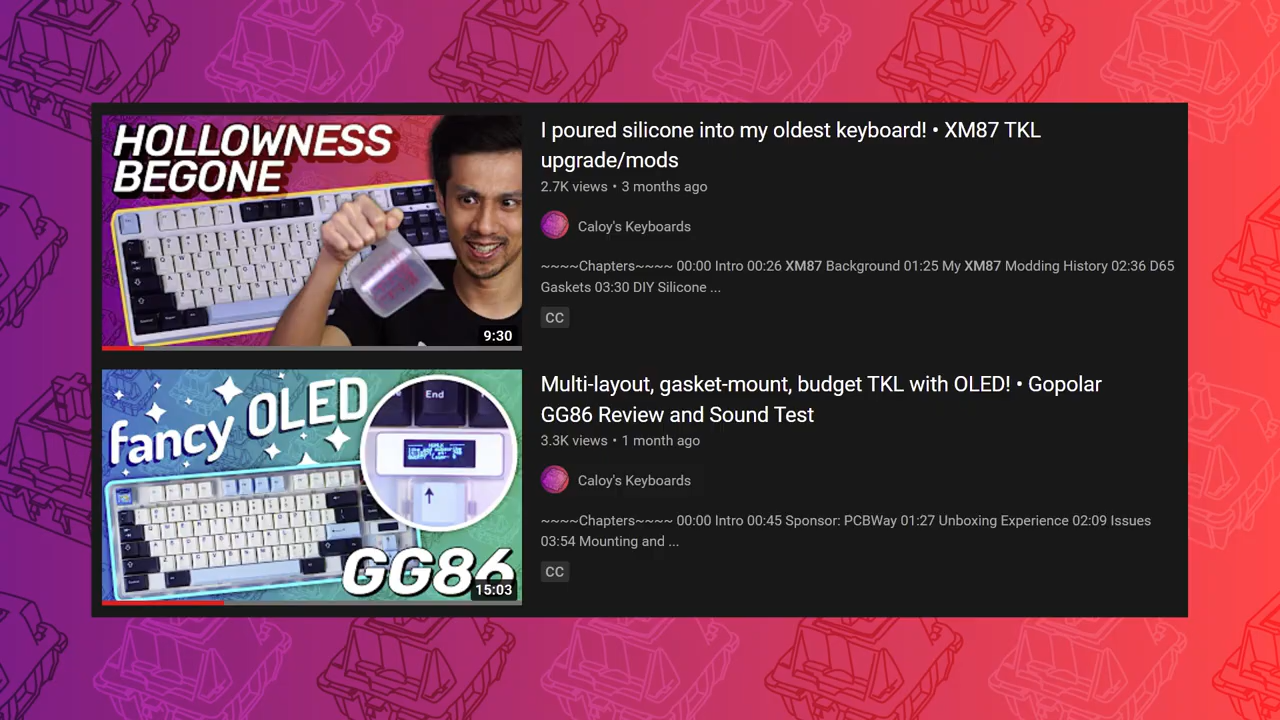 HOLLOWNESS
BEGONE
9:30
I poured silicone into my oldest keyboard! • XM87 TKL
upgrade/mods
2.7K views • 3 months ago
Caloy's Keyboards
~~~~Chapters~~~~ 00:00 Intro 00:26 XM87 Background 01:25 My XM87 Modding History 02:36 D65
Gaskets 03:30 DIY Silicone ...
CC
fancy OLED
End
GG86
15:03
Multi-layout, gasket-mount, budget TKL with OLED! • Gopolar
GG86 Review and Sound Test
3.3K views • 1 month ago
Caloy's Keyboards
~~~~Chapters~~~~ 00:00 Intro 00:45 Sponsor: PCBWay 01:27 Unboxing Experience 02:09 Issues
03:54 Mounting and ...
CC